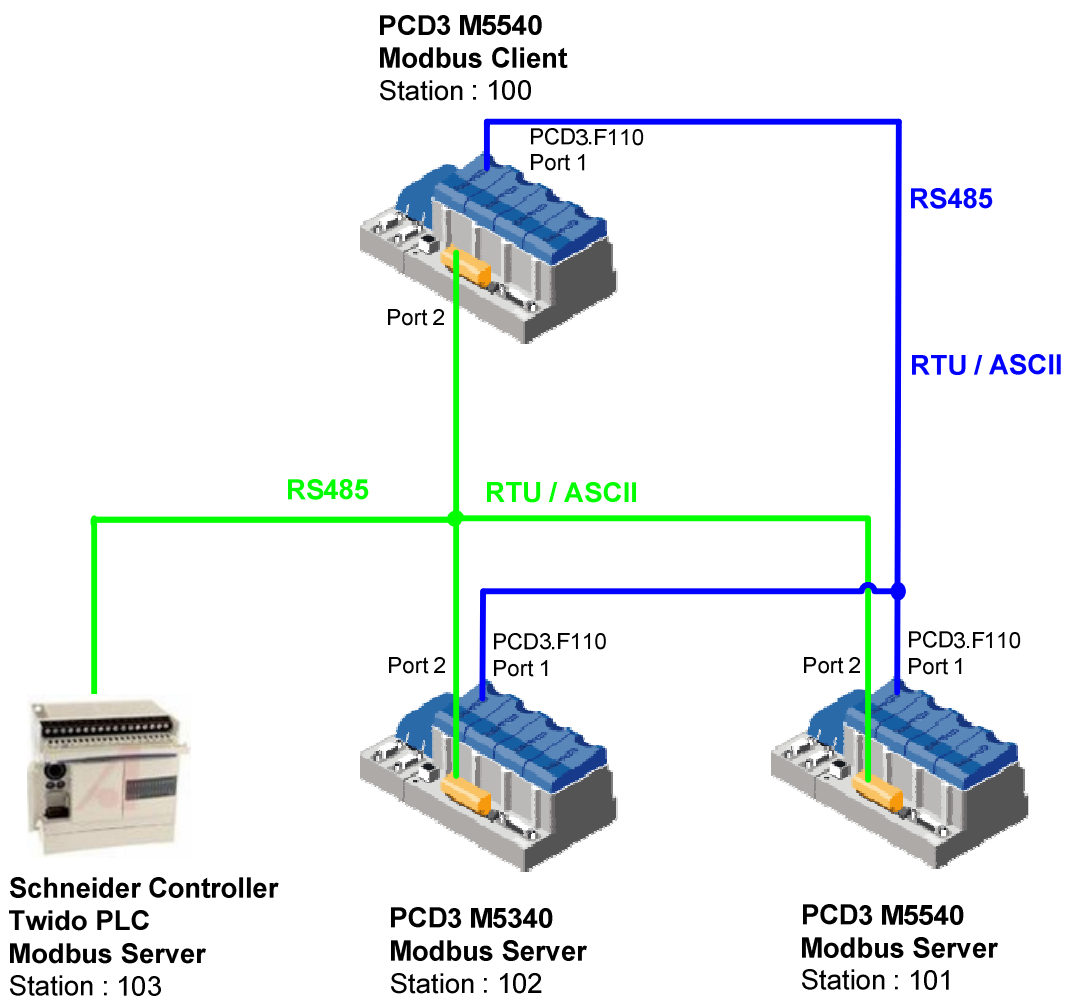 PCD3 M5540
Modbus Client
Station : 100
PCD3.F110
Port 1
RS485
Port 2
RTU / ASCII
RS485
RTU / ASCII
PCD3.F110
Port 1
Port 2
PCD3.F110
Port 1
Port 2
Schneider Controller
Twido PLC
Modbus Server
Station : 103
PCD3 M5340
Modbus Server
Station : 102
PCD3 M5540
Modbus Server
Station : 101